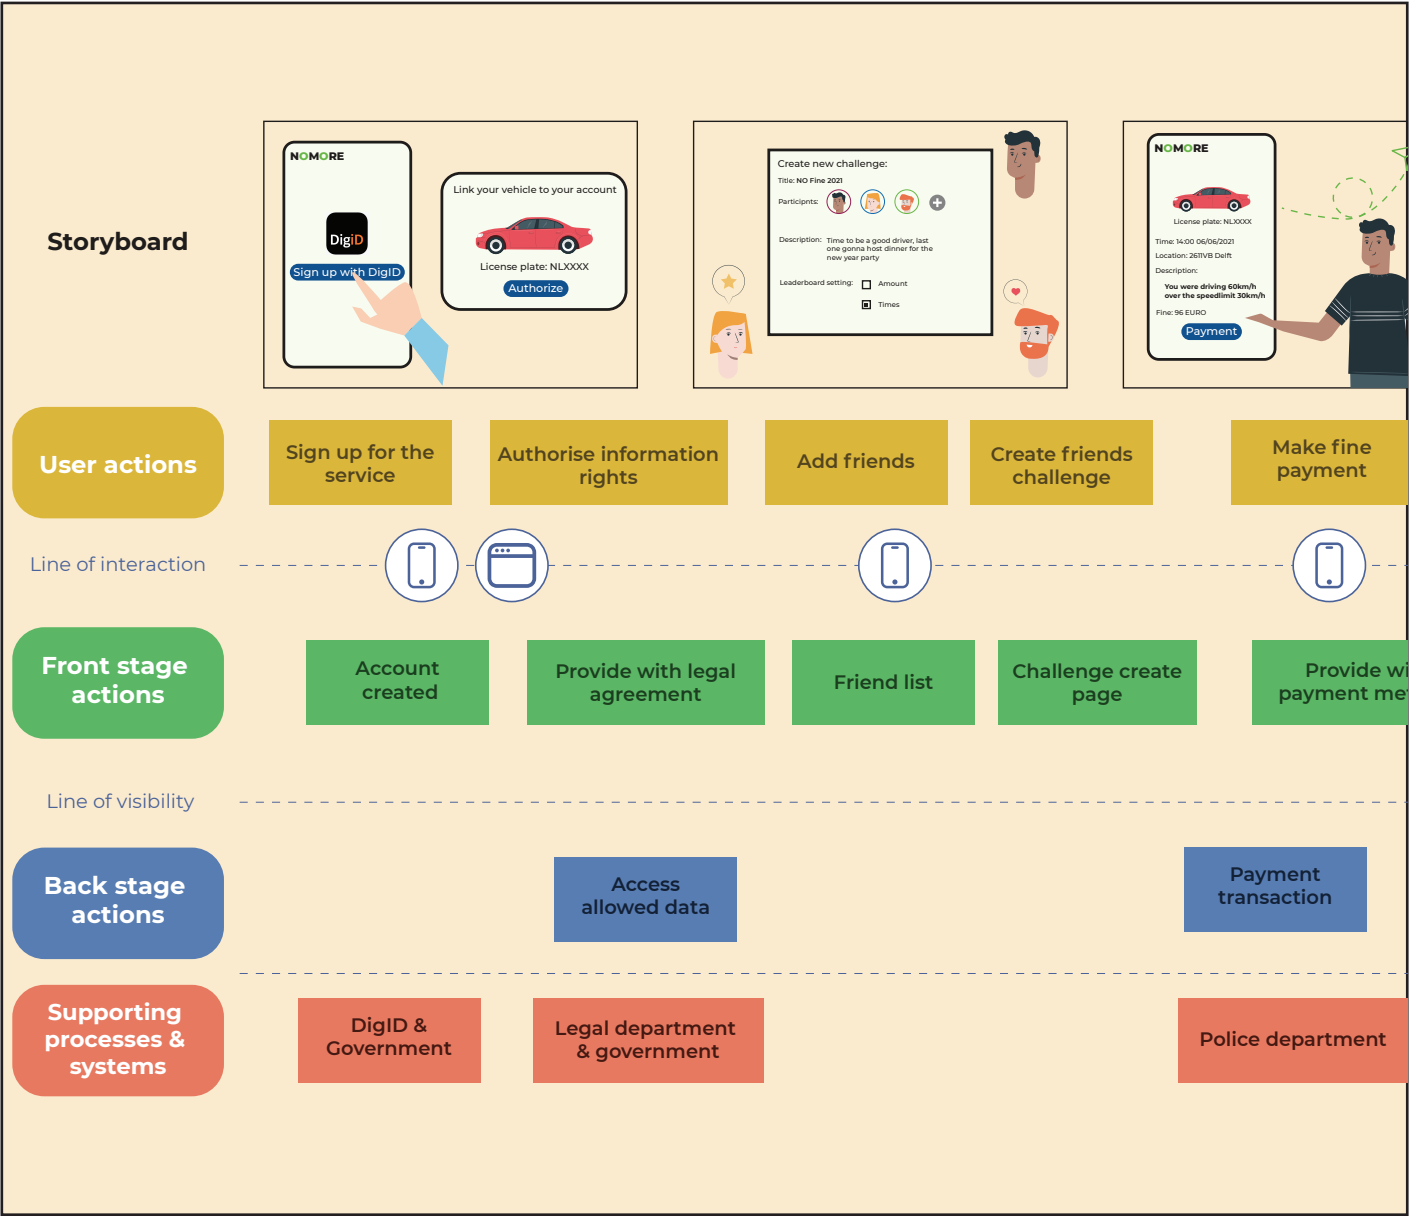 Storyboard
NOMORE
DigiD
Sign up with DigID
Link your vehicle to your account
License plate: NLXXXX
Authorize
Create new challenge:
Title: NO Fine 2021
Participnts:
Description: Time to be a good driver, last
one gonna host dinner for the
new year party
Leaderboard setting: Amount
Times
NOMORE
License plate: NLXXXX
Time: 14:00 06/06/2021
Location: 2611VB Delft
Description:
You were driving 60km/h
over the speedlimit 30km/h
Fine: 96 EURO
Payment
User actions
Sign up for the
service
Authorise information
rights
Add friends
Create friends
challenge
Make fine
payment
Line of interaction
Front stage
actions
Account
created
Provide with legal
agreement
Friend list
Challenge create
page
Provide wi
payment me
Line of visibility
Back stage
actions
Access
allowed data
Payment
transaction
Supporting
processes &
systems
DigID &
Government
Legal department
& government
Police department